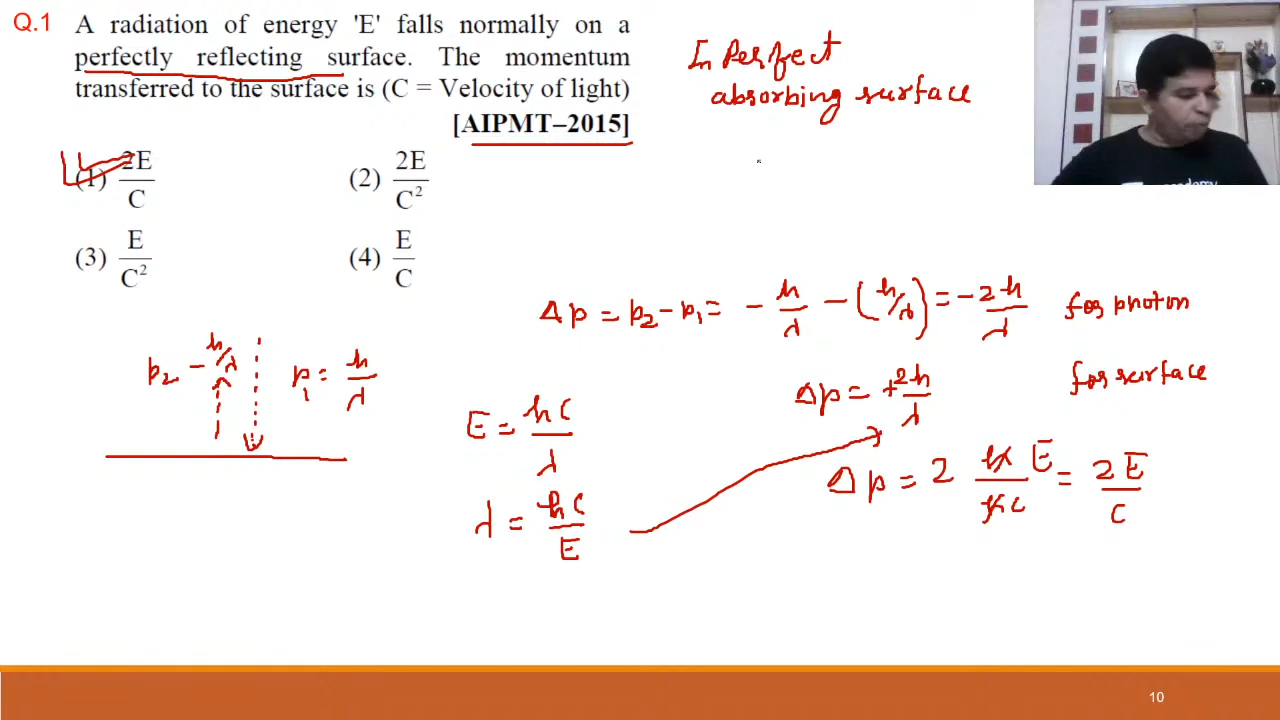 Q.1 A radiation of energy 'E' falls normally on a
perfectly reflecting surface. The momentum
transferred to the surface is (C = Velocity of light)
[AIPMT–2015]
(1) 2E/C
(2) 2E/C²
(3) E/C²
(4) E/C
In Perfect
absorbing surface
Δp = p₂ - p₁ = - h/λ - (h/λ) = - 2h/λ for photon
p₂ - h/λ
p₁ = h/λ
Δp = +2h/λ for surface
E = hC/λ
λ = hC/E
Δp = 2 h/hC E = 2E/C
10